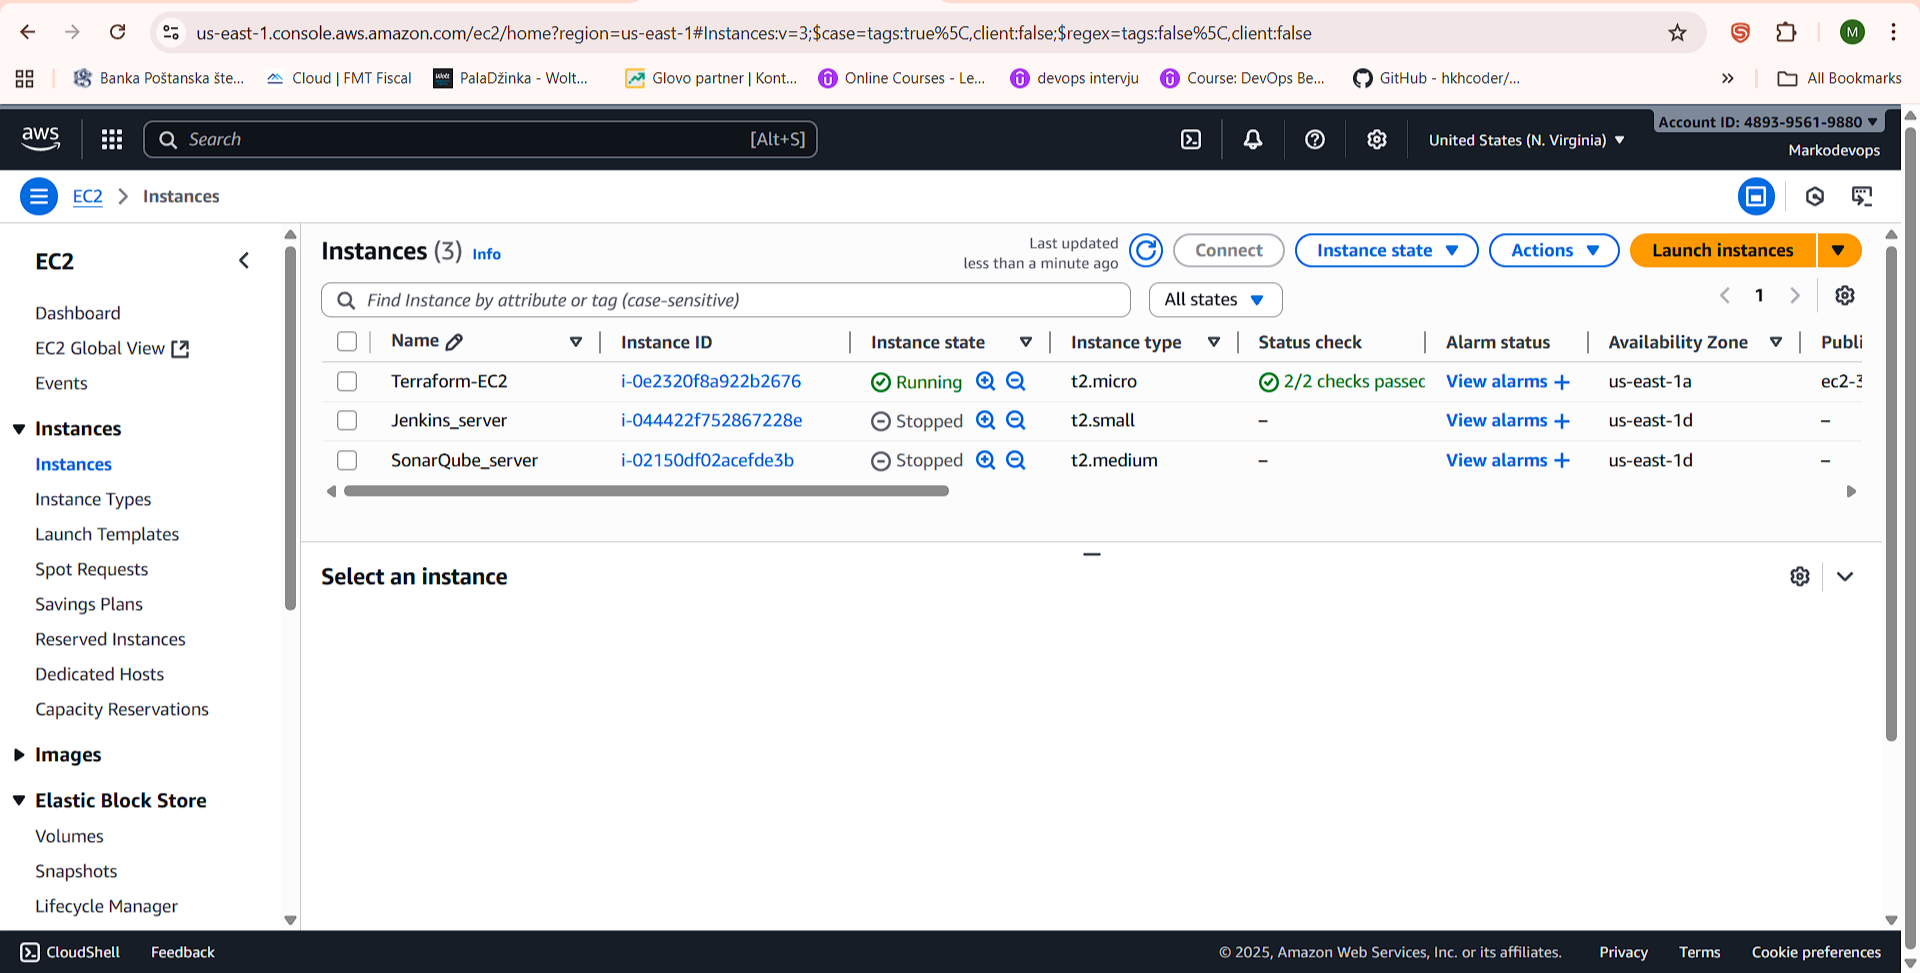 us-east-1.console.aws.amazon.com/ec2/home?region=us-east-1#Instances:v=3;$case=tags:true%5C,client:false;$regex=tags:false%5C,client:false
M
Banka Poštanska šte...
Cloud | FMT Fiscal
Wolt
PalaDžinka - Wolt...
Glovo partner | Kont...
Online Courses - Le...
devops intervju
Course: DevOps Be...
GitHub - hkhcoder/...
»
All Bookmarks
aws
Search
[Alt+S]
United States (N. Virginia)
Account ID: 4893-9561-9880
Markodevops
EC2
Instances
EC2
Dashboard
EC2 Global View
Events
Instances
Instances
Instance Types
Launch Templates
Spot Requests
Savings Plans
Reserved Instances
Dedicated Hosts
Capacity Reservations
Images
Elastic Block Store
Volumes
Snapshots
Lifecycle Manager
Instances (3) Info
Last updated
less than a minute ago
Connect
Instance state
Actions
Launch instances
Find Instance by attribute or tag (case-sensitive)
All states
1
Name Instance ID Instance state Instance type Status check Alarm status Availability Zone Publi
Terraform-EC2 i-0e2320f8a922b2676 Running t2.micro 2/2 checks passec View alarms + us-east-1a ec2-3
Jenkins_server i-044422f752867228e Stopped t2.small – View alarms + us-east-1d –
SonarQube_server i-02150df02acefde3b Stopped t2.medium – View alarms + us-east-1d –
Select an instance
CloudShell
Feedback
© 2025, Amazon Web Services, Inc. or its affiliates.
Privacy
Terms
Cookie preferences